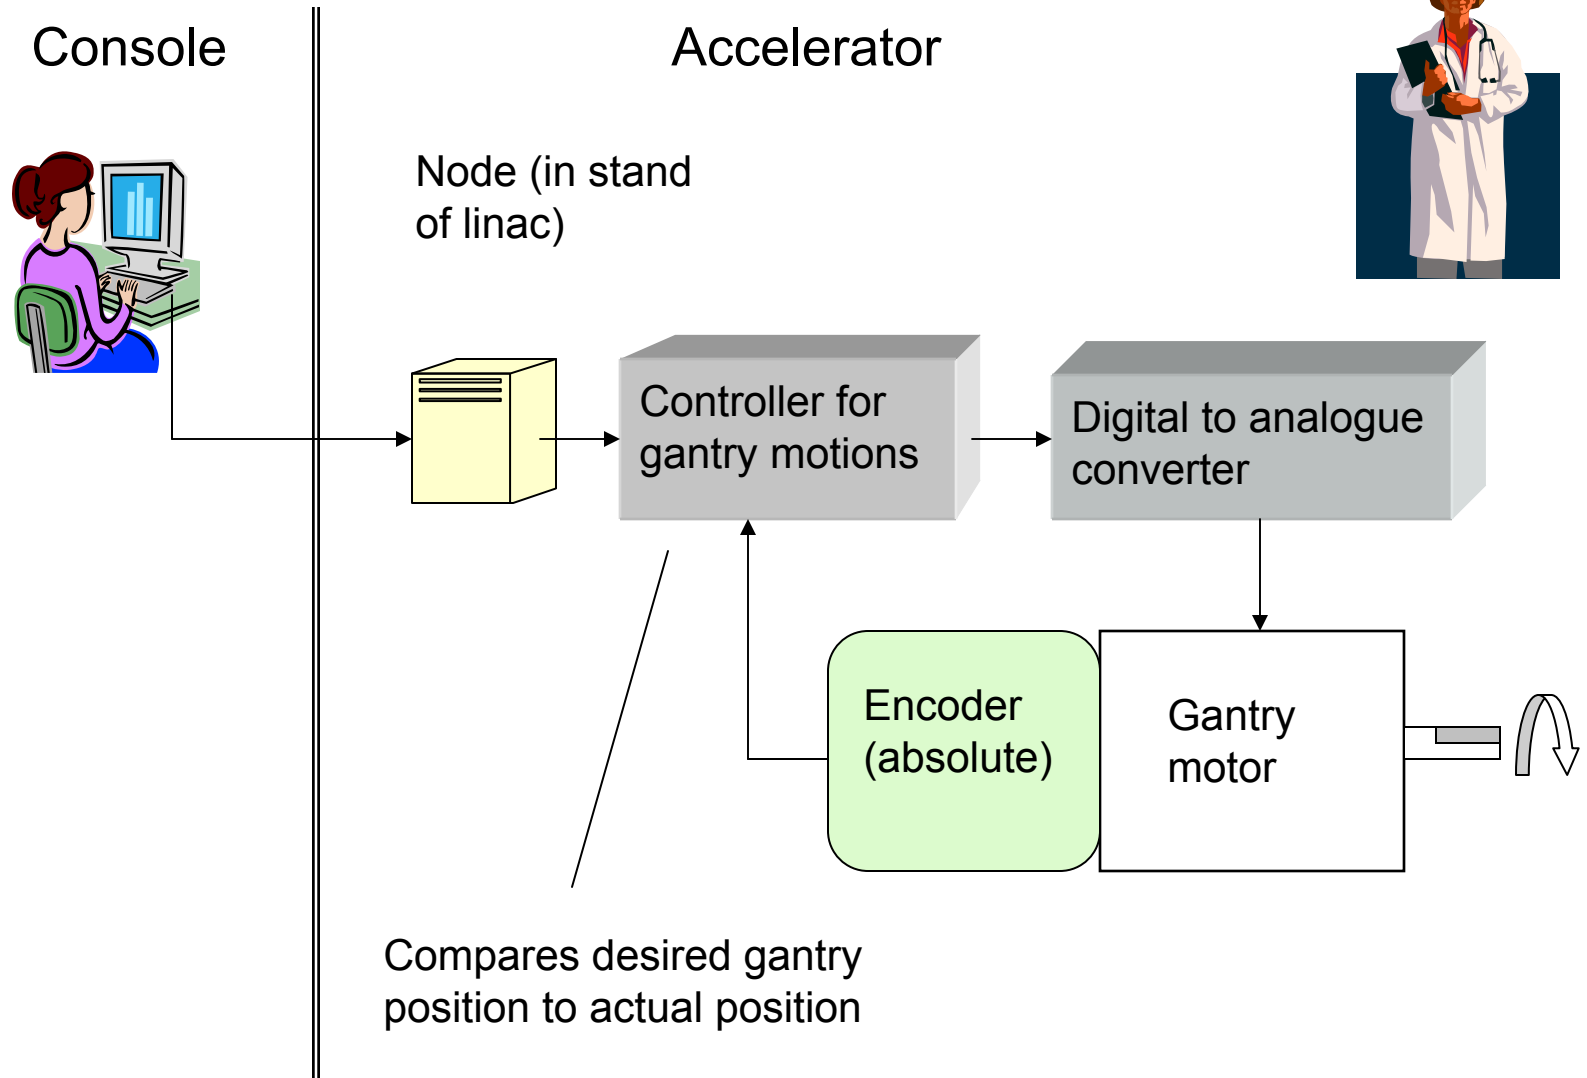 Console
Accelerator
Node (in stand
of linac)
Controller for
gantry motions
Digital to analogue
converter
Encoder
(absolute)
Gantry
motor
Compares desired gantry
position to actual position